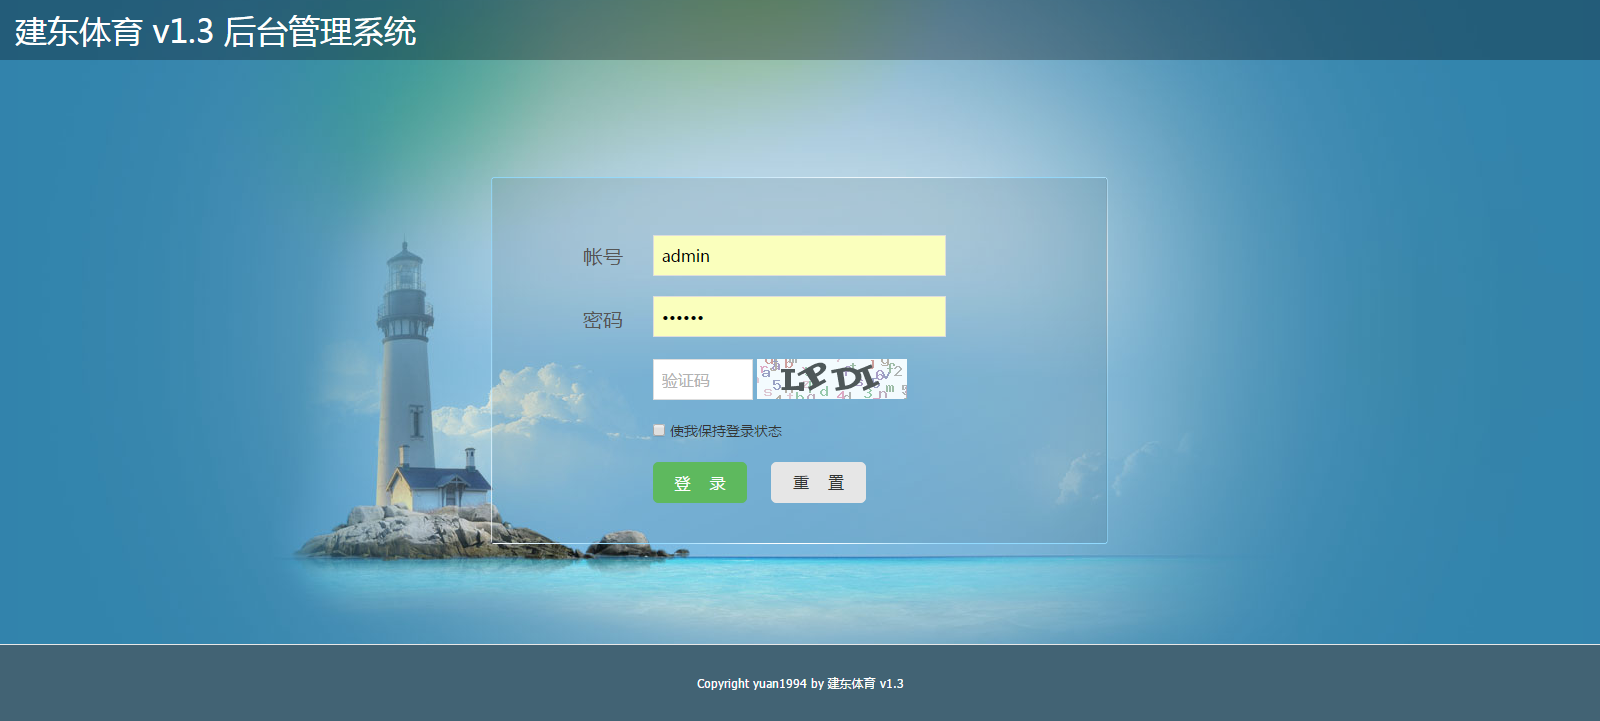 建东体育 v1.3 后台管理系统
帐号 admin
密码 ••••••
验证码 LPDI
使我保持登录状态
登 录 重 置
Copyright yuan1994 by 建东体育 v1.3